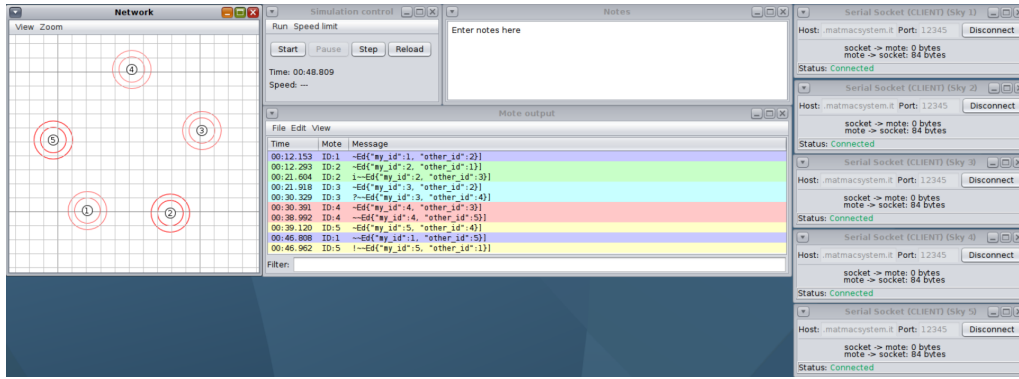 Network
View Zoom
4
3
5
1
2
Simulation control
Run Speed limit
Start Pause Step Reload
Time: 00:48.809
Speed: ---
Notes
Enter notes here
Mote output
File Edit View
Time Mote Message
00:12.153 ID:1 ~Ed{"my_id":1, "other_id":2}]
00:12.293 ID:2 ~Ed{"my_id":2, "other_id":1}]
00:21.604 ID:2 i~~Ed{"my_id":2, "other_id":3}]
00:21.918 ID:3 ~Ed{"my_id":3, "other_id":2}]
00:30.329 ID:3 ?~~Ed{"my_id":3, "other_id":4}]
00:30.391 ID:4 ~Ed{"my_id":4, "other_id":3}]
00:38.992 ID:4 ~~Ed{"my_id":4, "other_id":5}]
00:39.120 ID:5 ~Ed{"my_id":5, "other_id":4}]
00:46.808 ID:1 ~~Ed{"my_id":1, "other_id":5}]
00:46.962 ID:5 !~~Ed{"my_id":5, "other_id":1}]
Filter:
Serial Socket (CLIENT) (Sky 1)
Host: .matmacsystem.it Port: 12345 Disconnect
socket -> mote: 0 bytes
mote -> socket: 84 bytes
Status: Connected
Serial Socket (CLIENT) (Sky 2)
Host: .matmacsystem.it Port: 12345 Disconnect
socket -> mote: 0 bytes
mote -> socket: 84 bytes
Status: Connected
Serial Socket (CLIENT) (Sky 3)
Host: .matmacsystem.it Port: 12345 Disconnect
socket -> mote: 0 bytes
mote -> socket: 84 bytes
Status: Connected
Serial Socket (CLIENT) (Sky 4)
Host: .matmacsystem.it Port: 12345 Disconnect
socket -> mote: 0 bytes
mote -> socket: 84 bytes
Status: Connected
Serial Socket (CLIENT) (Sky 5)
Host: .matmacsystem.it Port: 12345 Disconnect
socket -> mote: 0 bytes
mote -> socket: 84 bytes
Status: Connected